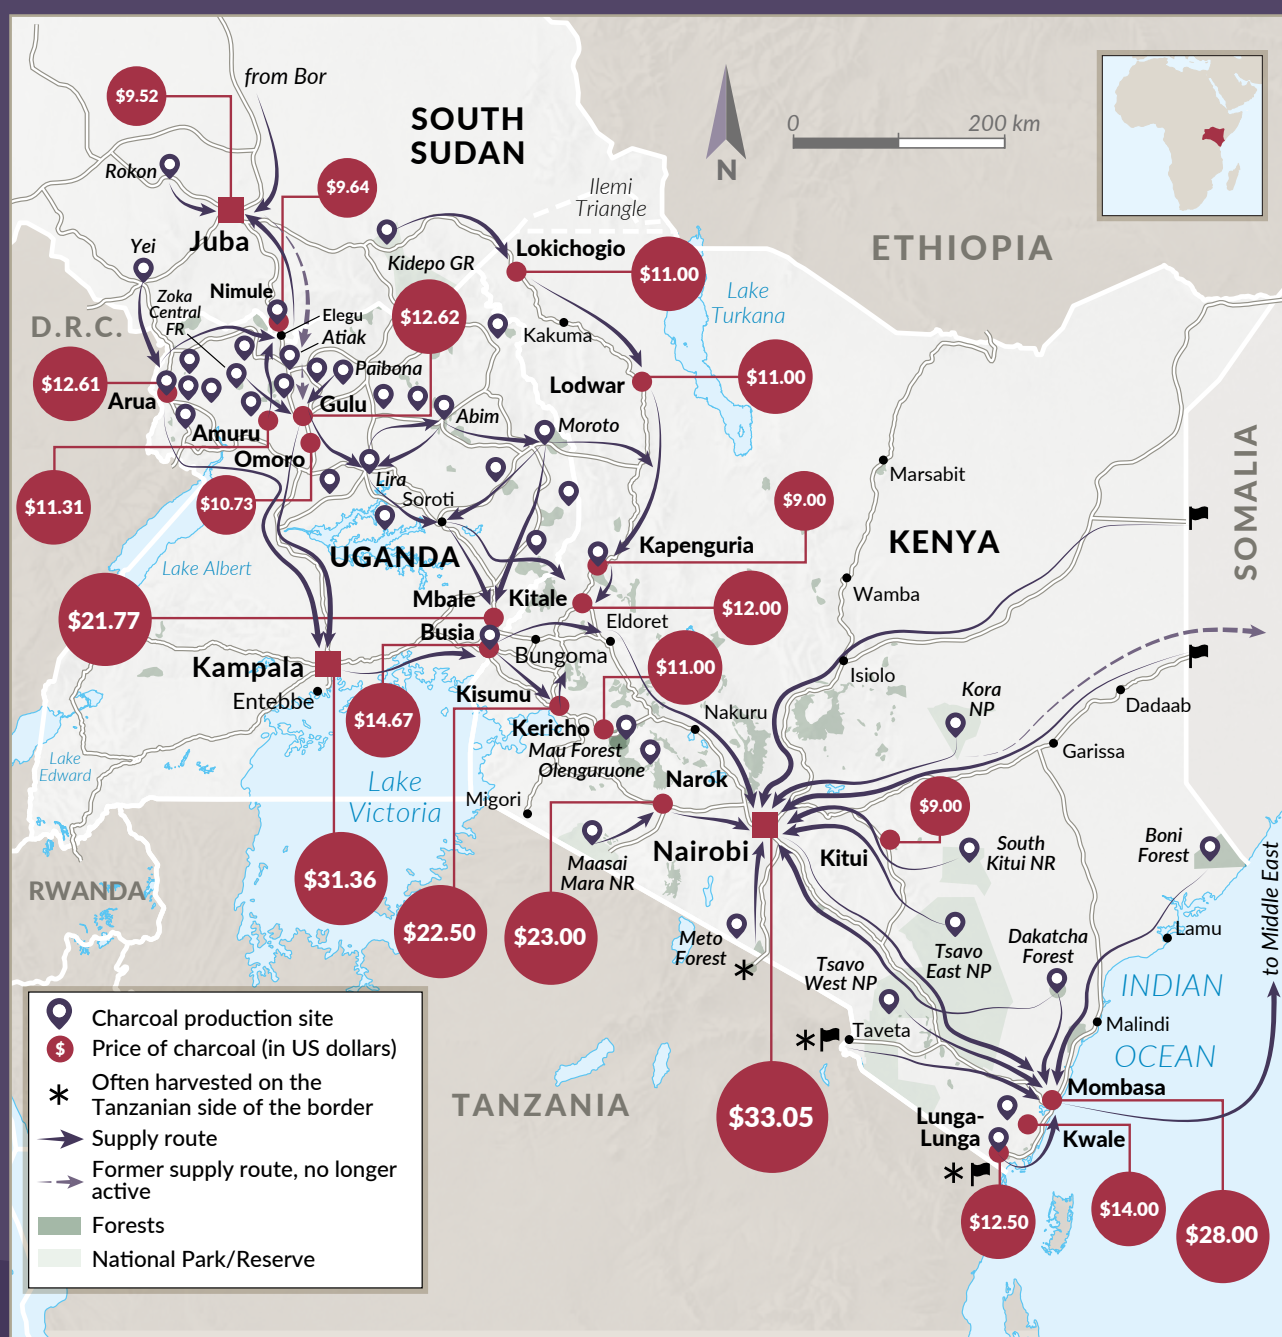 from Bor
$9.52
SOUTH
SUDAN
0
200 km
N
Rokon
$9.64
Ilemi
Triangle
Juba
Yei
Kidepo GR
Lokichogio
ETHIOPIA
$11.00
Nimule
Zoka
Central
FR
Elegu
Atiak
$12.62
Lake
Turkana
D.R.C.
Kakuma
Paibona
$12.61
Arua
Lodwar
$11.00
Gulu
Abim
Amuru
Moroto
Omoro
Lira
Marsabit
SOMALIA
$11.31
$10.73
Soroti
$9.00
UGANDA
Kapenguria
KENYA
Lake Albert
Mbale
Kitale
$12.00
Wamba
$21.77
Busia
Eldoret
Bungoma
Kampala
$11.00
Isiolo
Entebbe
Kisumu
Kora
NP
Dadaab
$14.67
Kericho
Nakuru
Mau Forest
Olenguruone
Garissa
Lake
Edward
Lake
Victoria
Narok
Migori
$9.00
Nairobi
Kitui
South
Kitui NR
Boni
Forest
Maasai
Mara NR
RWANDA
$31.36
$22.50
$23.00
Meto
Forest
*
Tsavo
East NP
Dakatcha
Forest
Lamu
to Middle East
Tsavo
West NP
INDIAN
OCEAN
*
Taveta
Malindi
TANZANIA
$33.05
Mombasa
Lunga-
Lunga
Kwale
*
$12.50
$14.00
$28.00
Charcoal production site
$
Price of charcoal (in US dollars)
*
Often harvested on the
Tanzanian side of the border
Supply route
Former supply route, no longer
active
Forests
National Park/Reserve